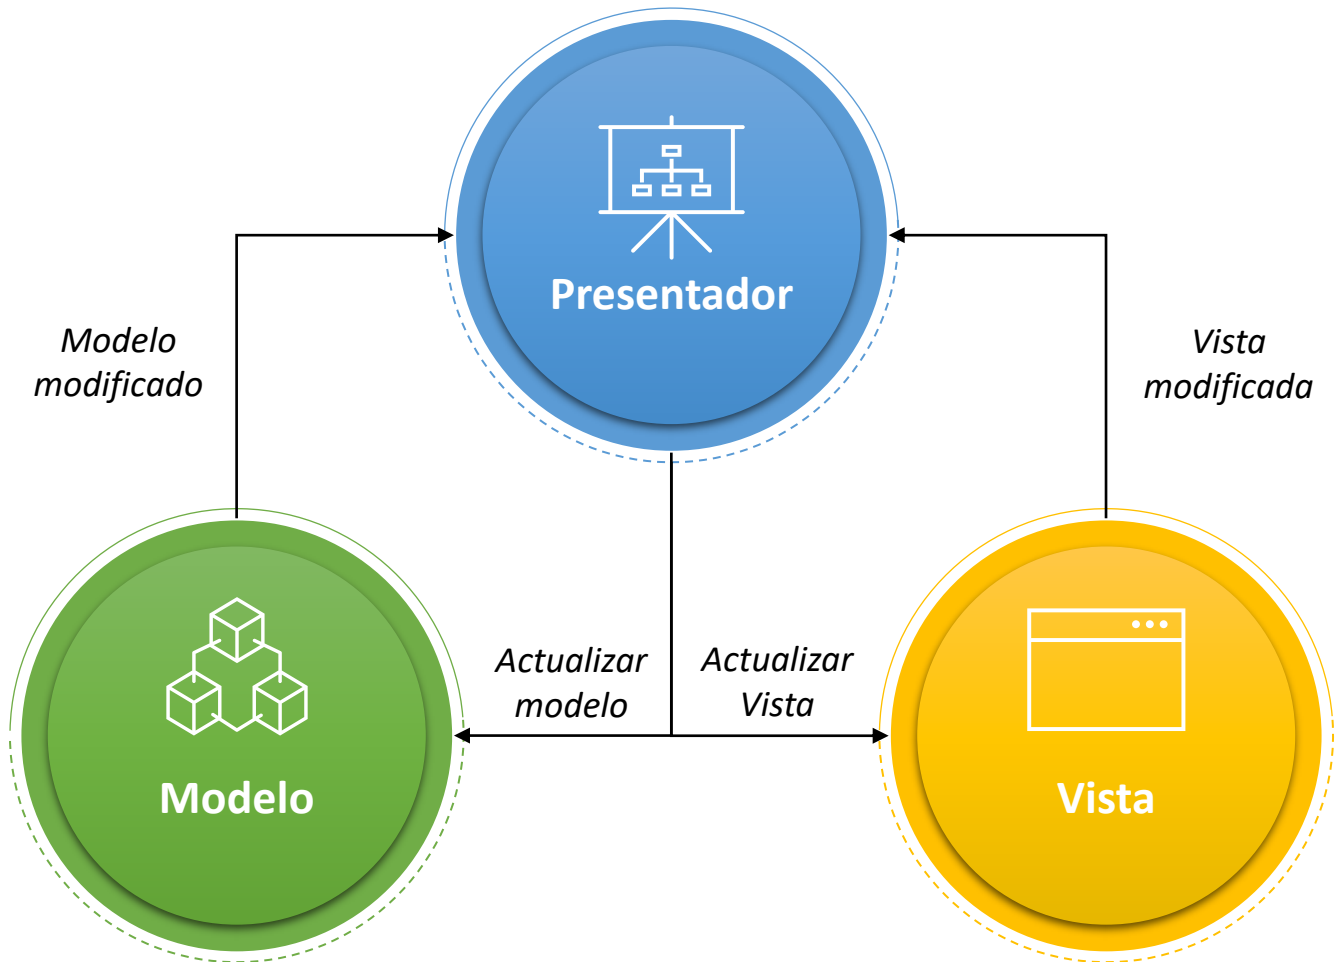 Presentador
Modelo
modificado
Vista
modificada
Actualizar
modelo
Actualizar
Vista
Modelo
Vista